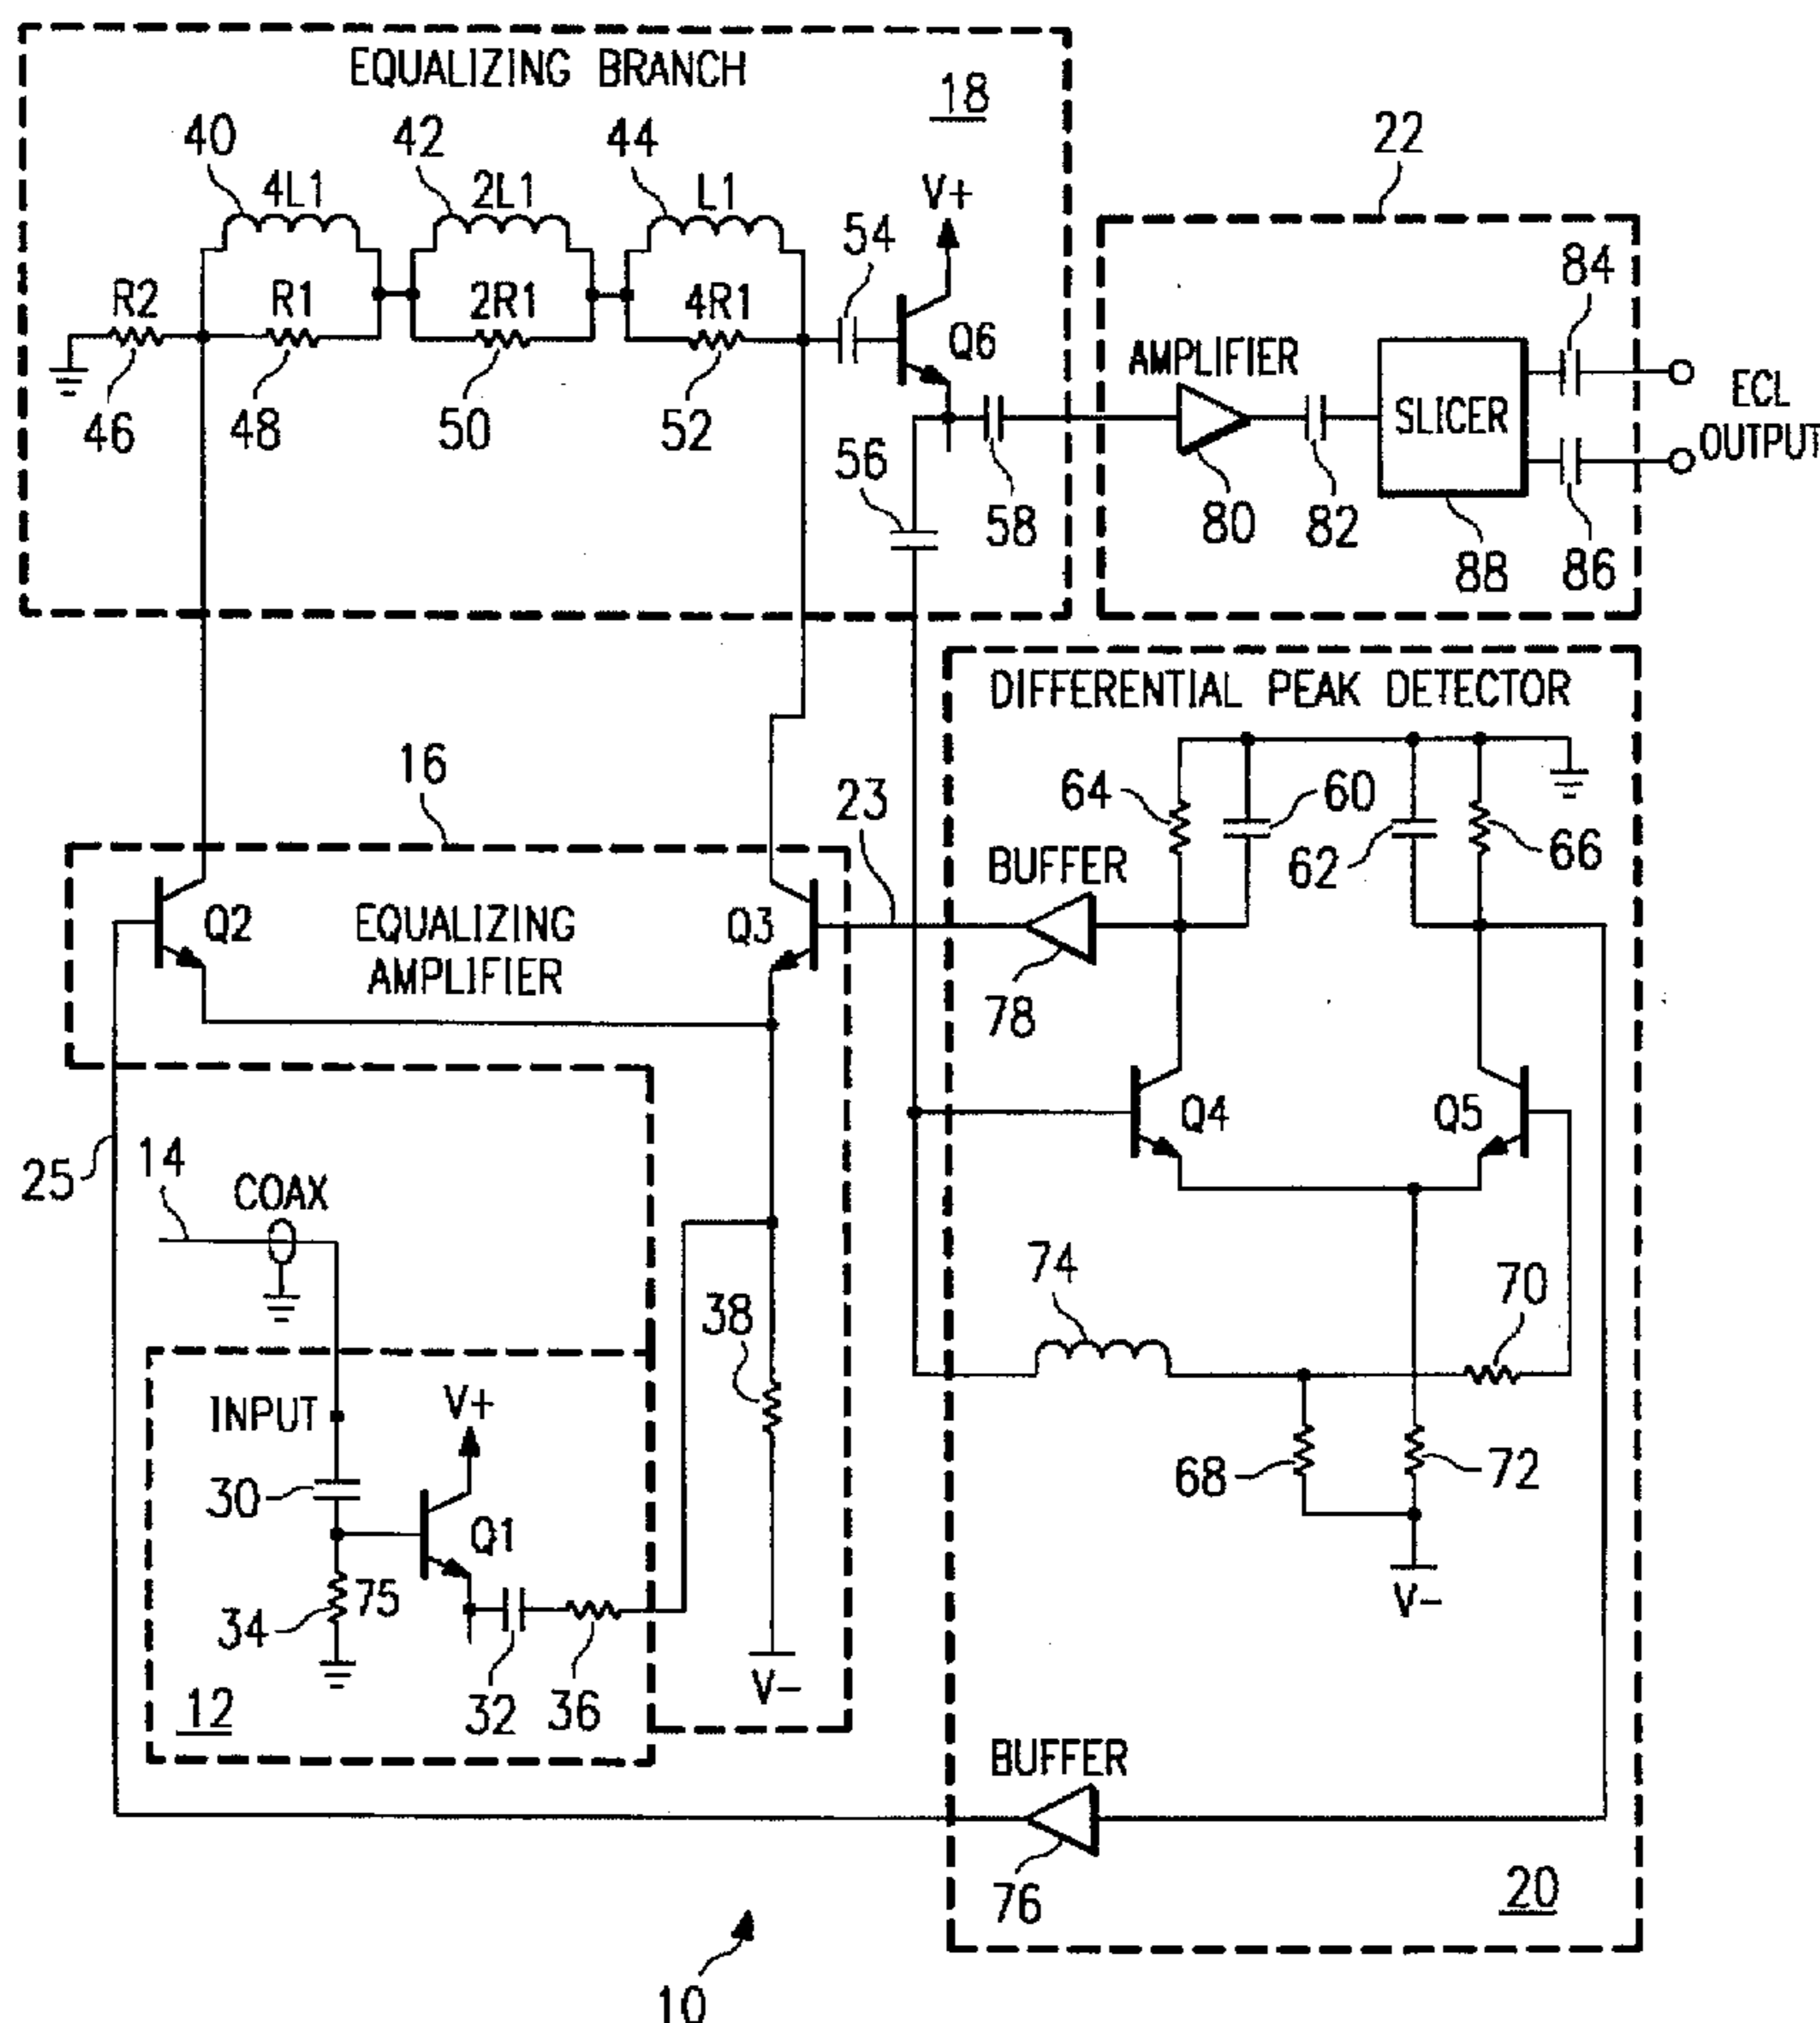 EQUALIZING BRANCH
18
40
42
44
22
4L1
2L1
L1
V+
54
84
R2
R1
2R1
4R1
Q6
AMPLIFIER
SLICER
ECL
OUTPUT
46
48
50
52
56
58
80
82
88
86
DIFFERENTIAL PEAK DETECTOR
16
23
64
60
62
66
BUFFER
Q2
EQUALIZING
AMPLIFIER
Q3
78
25
14
COAX
Q4
Q5
74
70
38
INPUT
V+
30
Q1
68
72
34
75
V-
12
32
36
V-
BUFFER
76
20
10